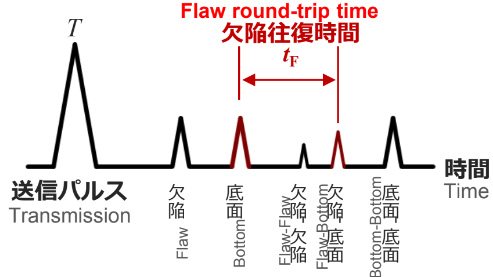 Flaw round-trip time
欠陥往復時間
T
tF
送信パルス
Transmission
欠陥
Flaw
底面
Bottom
欠陥-欠陥
Flaw-Flaw
欠陥-底面
Flaw-Bottom
底面-底面
Bottom-Bottom
時間
Time